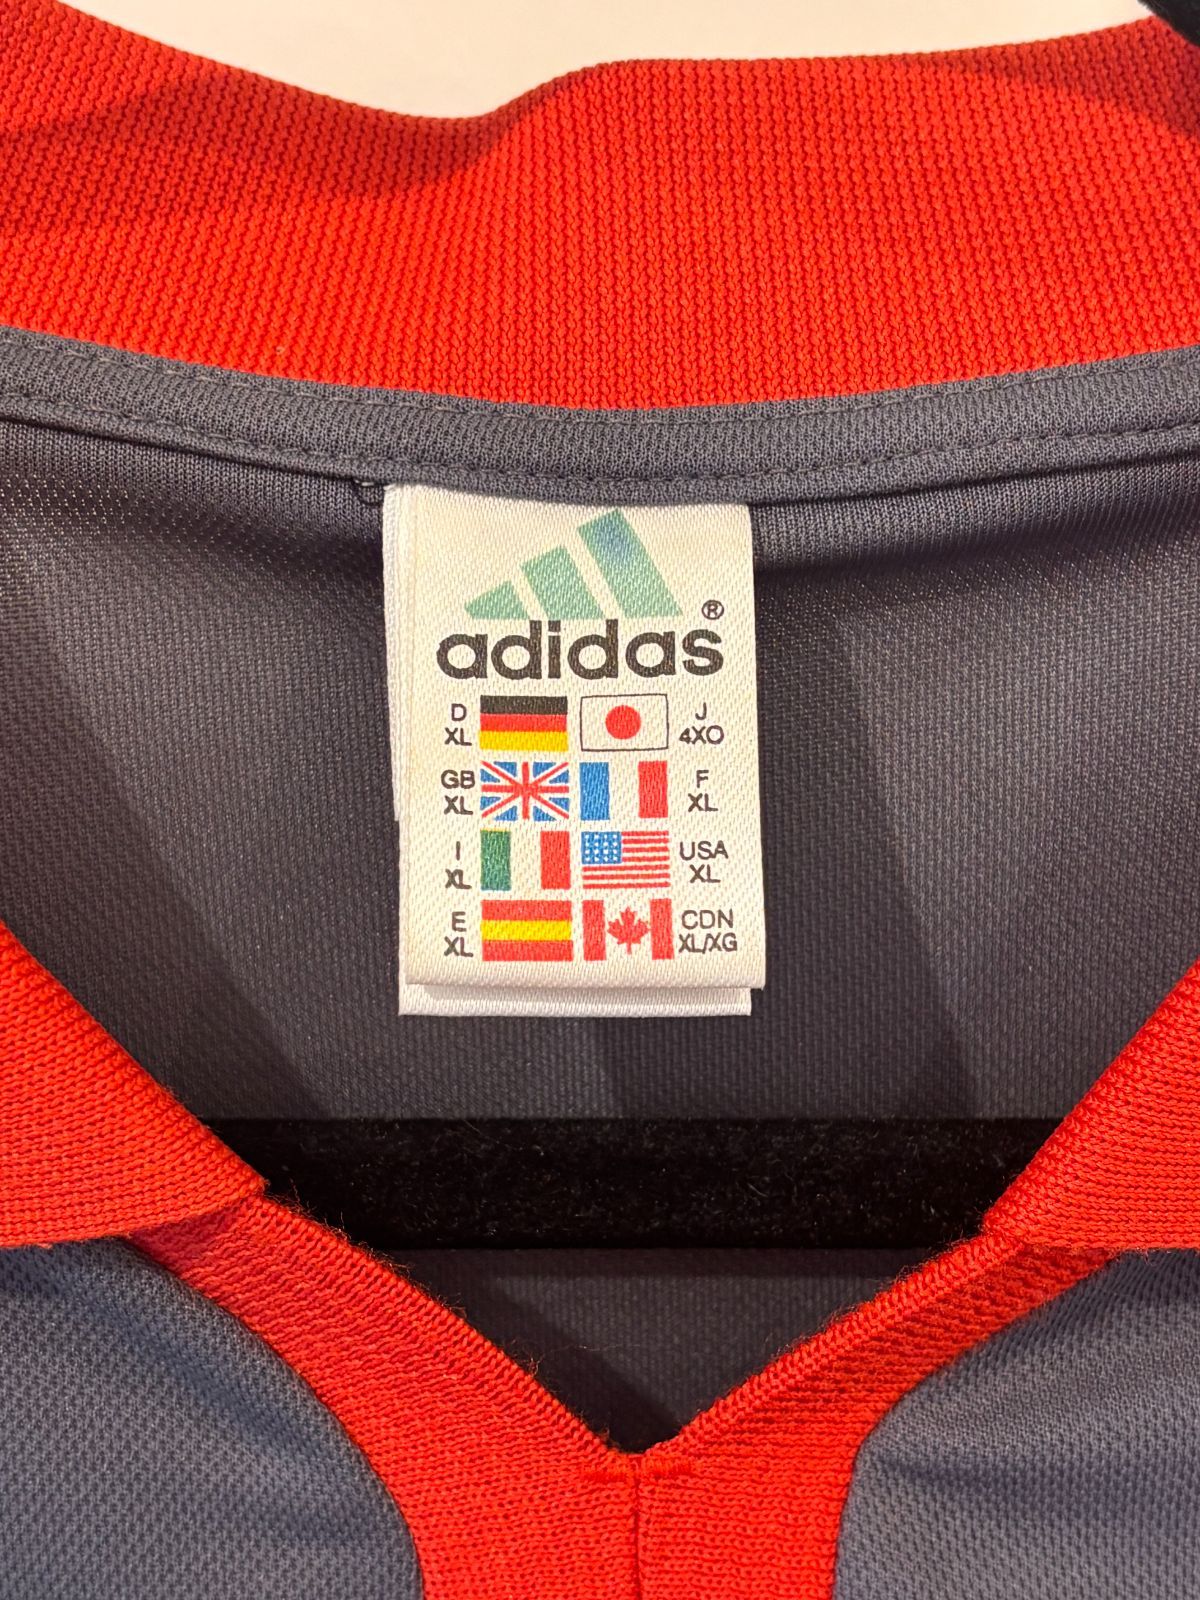 adidas®
D XL J 4XO
GB XL F XL
I XL USA XL
E XL CDN XL/XG